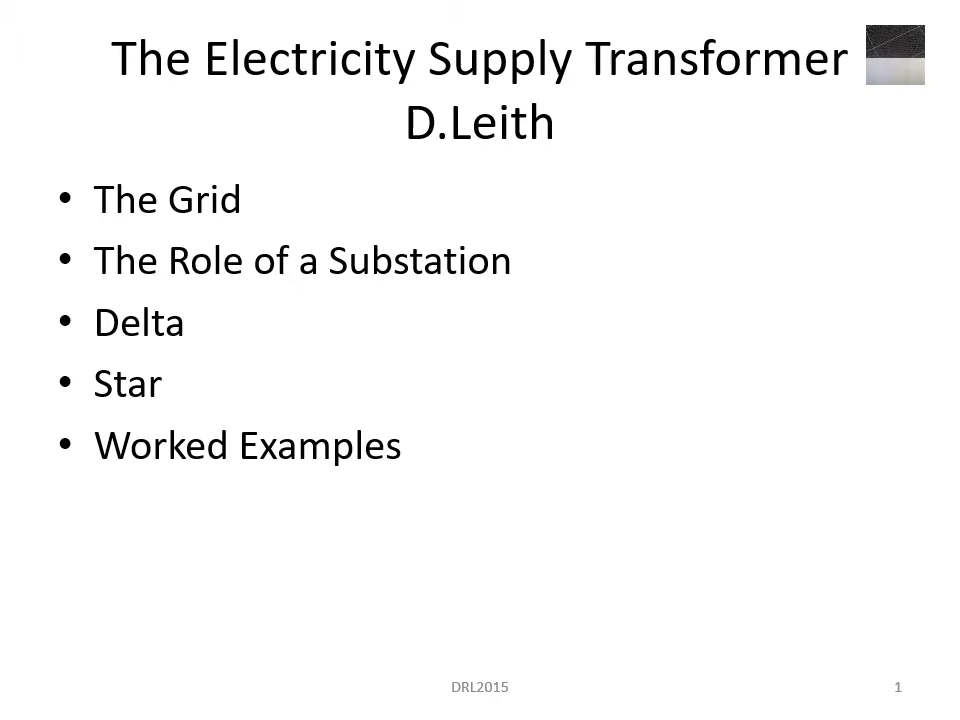 The Electricity Supply Transformer
D.Leith
• The Grid
• The Role of a Substation
• Delta
• Star
• Worked Examples
DRL2015
1